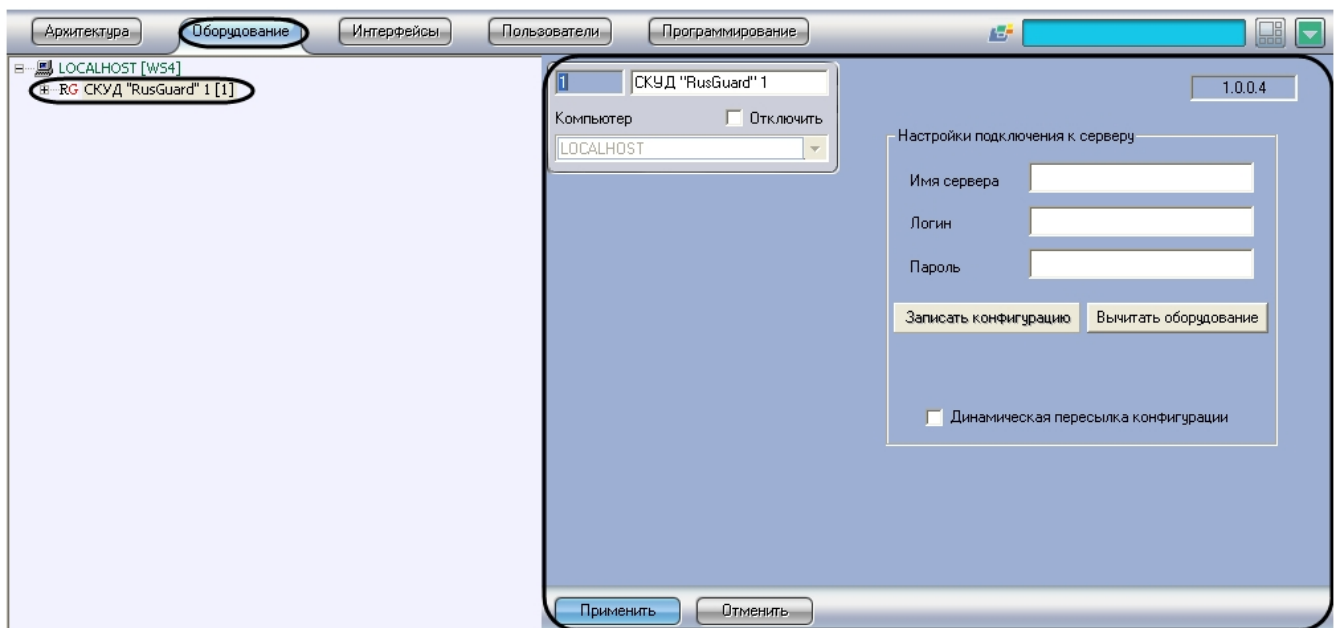 Архитектура Оборудование Интерфейсы Пользователи Программирование
LOCALHOST [WS4]
RG СКУД "RusGuard" 1 [1]
1 СКУД "RusGuard" 1
Компьютер Отключить
LOCALHOST
1.0.0.4
Настройки подключения к серверу
Имя сервера
Логин
Пароль
Записать конфигурацию Вычитать оборудование
Динамическая пересылка конфигурации
Применить Отменить